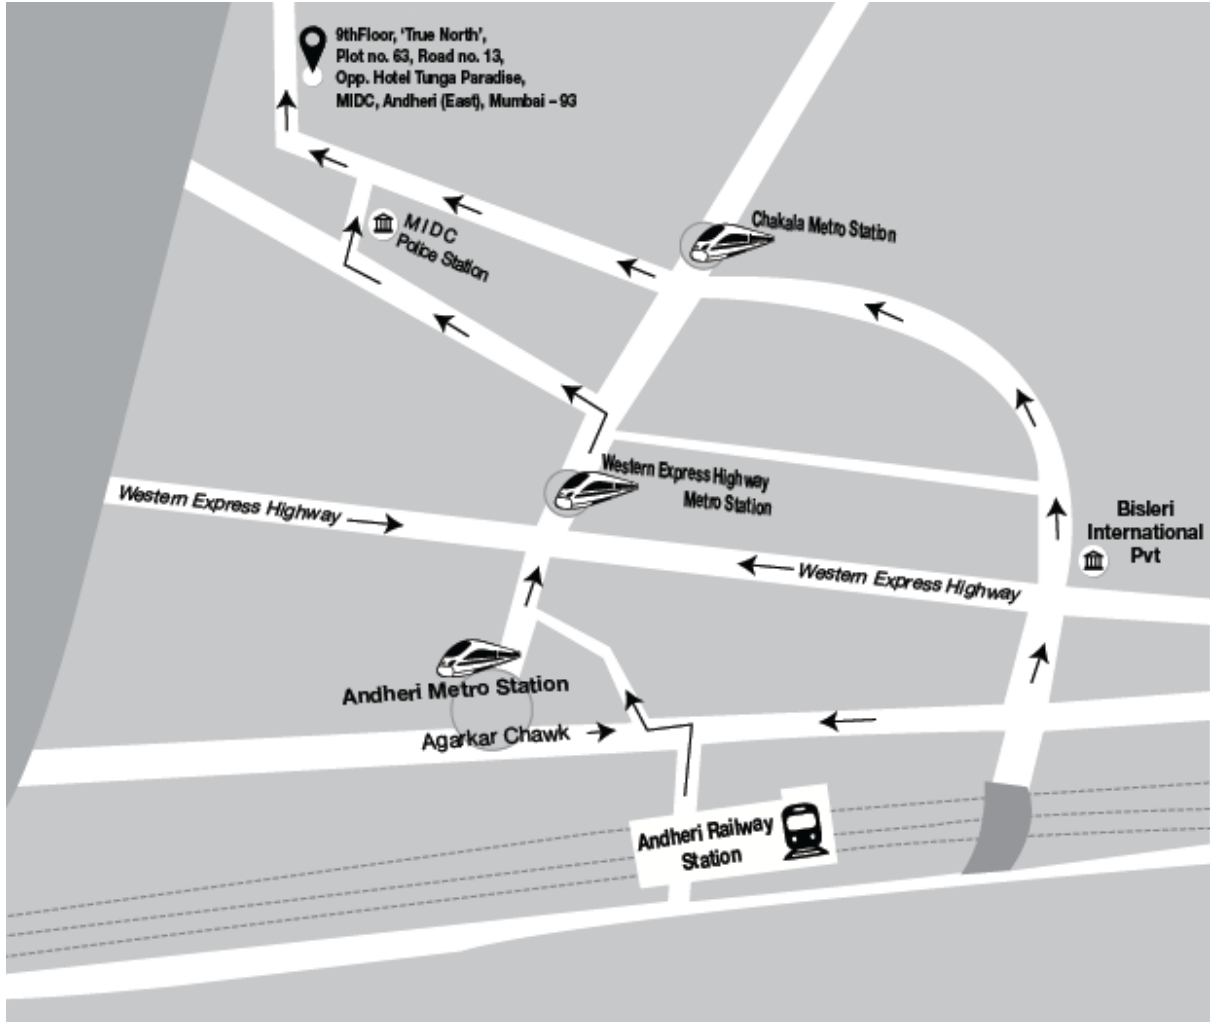 9thFloor, ‘True North’,
Plot no. 63, Road no. 13,
Opp. Hotel Tunga Paradise,
MIDC, Andheri (East), Mumbai – 93
MIDC
Police Station
Chakala Metro Station
Western Express Highway
Metro Station
Western Express Highway
Western Express Highway
Bisleri
International
Pvt
Andheri Metro Station
Agarkar Chawk
Andheri Railway
Station